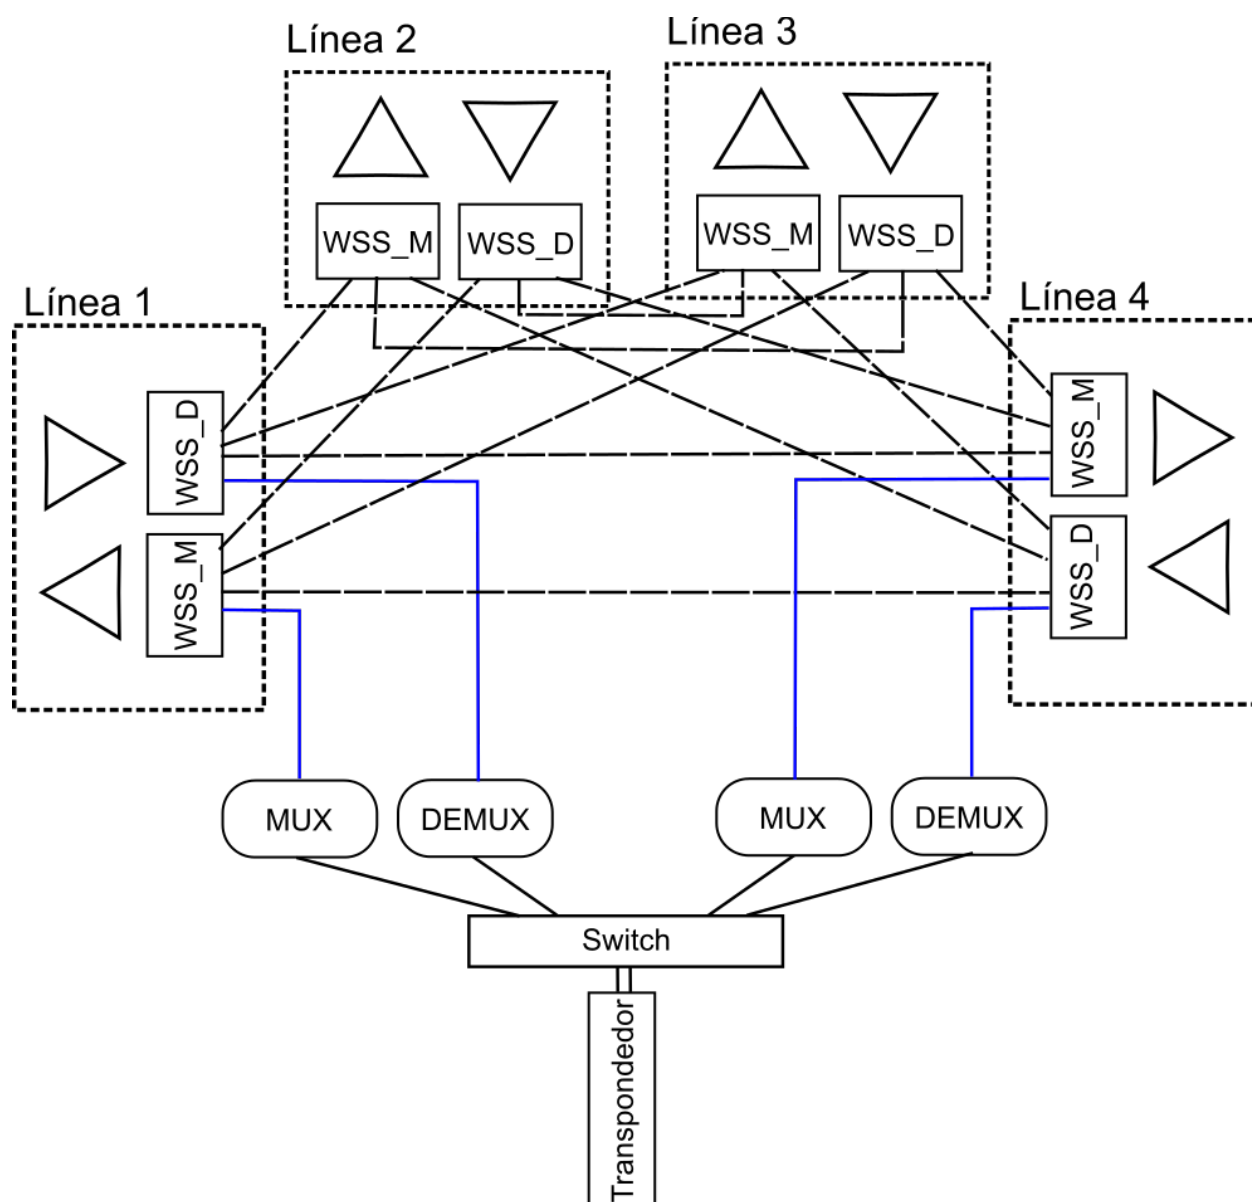 Línea 2
Línea 3
WSS_M
WSS_D
WSS_M
WSS_D
Línea 1
Línea 4
WSS_D
WSS_M
WSS_M
WSS_D
MUX
DEMUX
MUX
DEMUX
Switch
Transpondedor